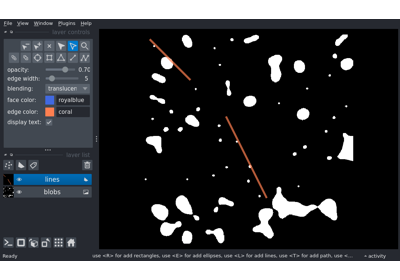 File View Window Plugins Help
layer controls
opacity: 0.70
edge width: 5
blending: translucent
face color: royalblue
edge color: coral
display text:
layer list
lines
blobs
Ready
use <R> for add rectangles, use <E> for add ellipses, use <L> for add lines, use <T> for add path, use <...
activity